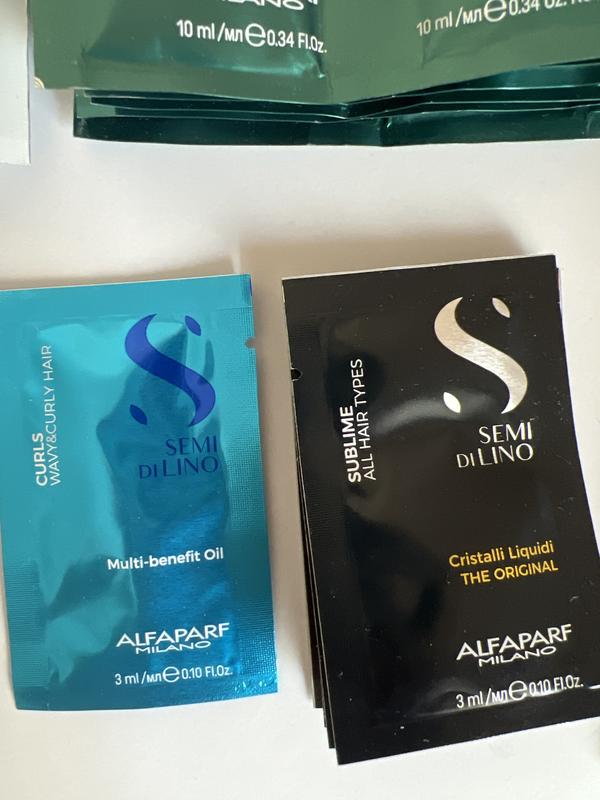 10 ml/мл℮0.34 Fl.Oz.
10 ml/мл℮0.34
CURLS
WAVY&CURLY HAIR
SEMI
DI LINO
Multi-benefit Oil
ALFAPARF
MILANO
3 ml/мл℮0.10 Fl.Oz.
SUBLIME
ALL HAIR TYPES
SEMI
DI LINO
Cristalli Liquidi
THE ORIGINAL
ALFAPARF
MILANO
3 ml/мл℮0.10 Fl.Oz.